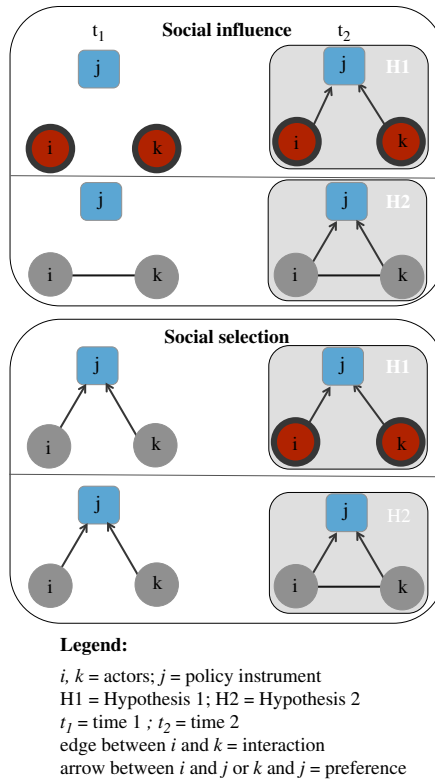 Social influence
t1 t2
j j H1
i k i k
j j H2
i k i k
Social selection
j j H1
i k i k
j j H2
i k i k
Legend:
i, k = actors; j = policy instrument
H1 = Hypothesis 1; H2 = Hypothesis 2
t1 = time 1 ; t2 = time 2
edge between i and k = interaction
arrow between i and j or k and j = preference